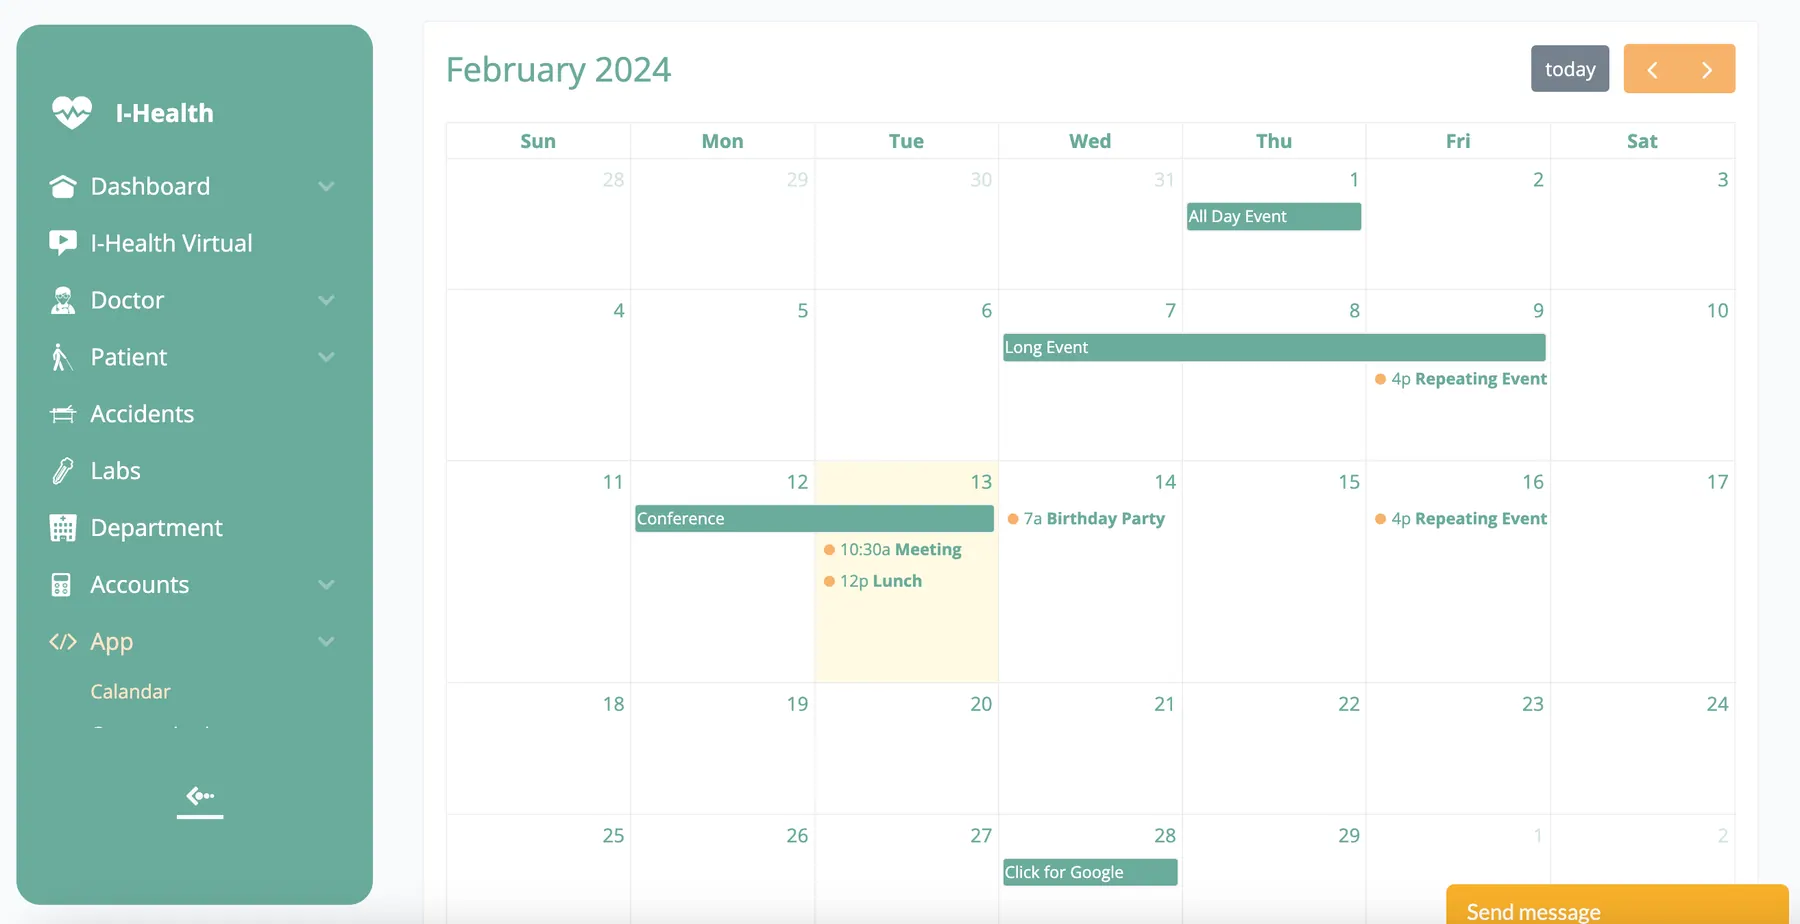 I-Health
Dashboard
I-Health Virtual
Doctor
Patient
Accidents
Labs
Department
Accounts
App
Calandar
February 2024
today
Sun Mon Tue Wed Thu Fri Sat
28 29 30 31 1 2 3
All Day Event
4 5 6 7 8 9 10
Long Event
4p Repeating Event
11 12 13 14 15 16 17
Conference
7a Birthday Party
4p Repeating Event
10:30a Meeting
12p Lunch
18 19 20 21 22 23 24
25 26 27 28 29 1 2
Click for Google
Send message